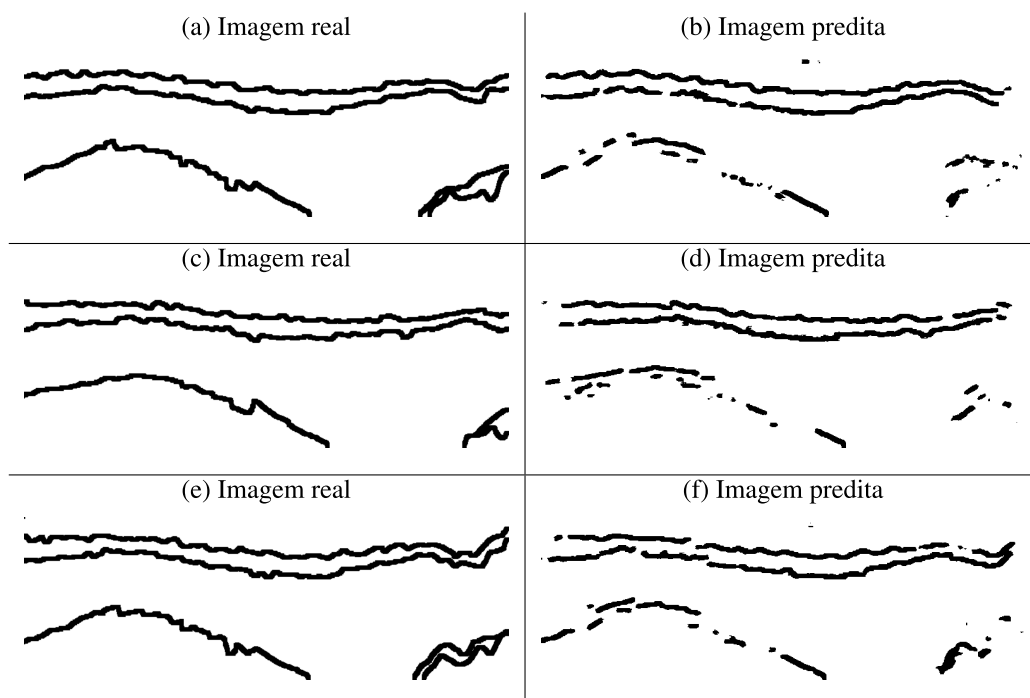 (a) Imagem real
(b) Imagem predita
(c) Imagem real
(d) Imagem predita
(e) Imagem real
(f) Imagem predita